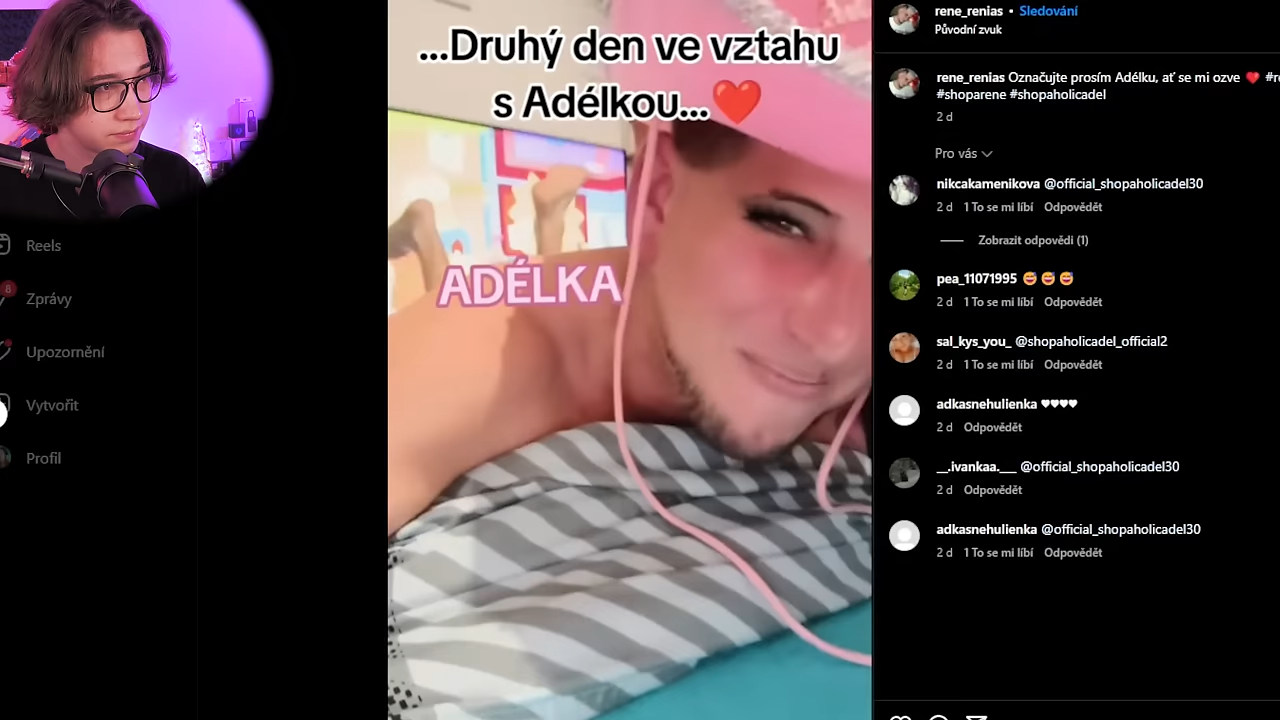 Reels
8
Zprávy
Upozornění
Vytvořit
Profil
...Druhý den ve vztahu
s Adélkou...❤️
ADÉLKA
rene_renias • Sledování
Původní zvuk
rene_renias Označujte prosím Adélku, ať se mi ozve ❤️
#shoparene #shopaholicadel
2 d
Pro vás
nikcakamenikova @official_shopaholicadel30
2 d 1 To se mi líbí Odpovědět
Zobrazit odpovědi (1)
pea_11071995 😅😅😅
2 d 1 To se mi líbí Odpovědět
sal_kys_you_ @shopaholicadel_official2
2 d 1 To se mi líbí Odpovědět
adkasnehulienka ♥♥♥♥
2 d Odpovědět
__.ivankaa.___ @official_shopaholicadel30
2 d Odpovědět
adkasnehulienka @official_shopaholicadel30
2 d 1 To se mi líbí Odpovědět